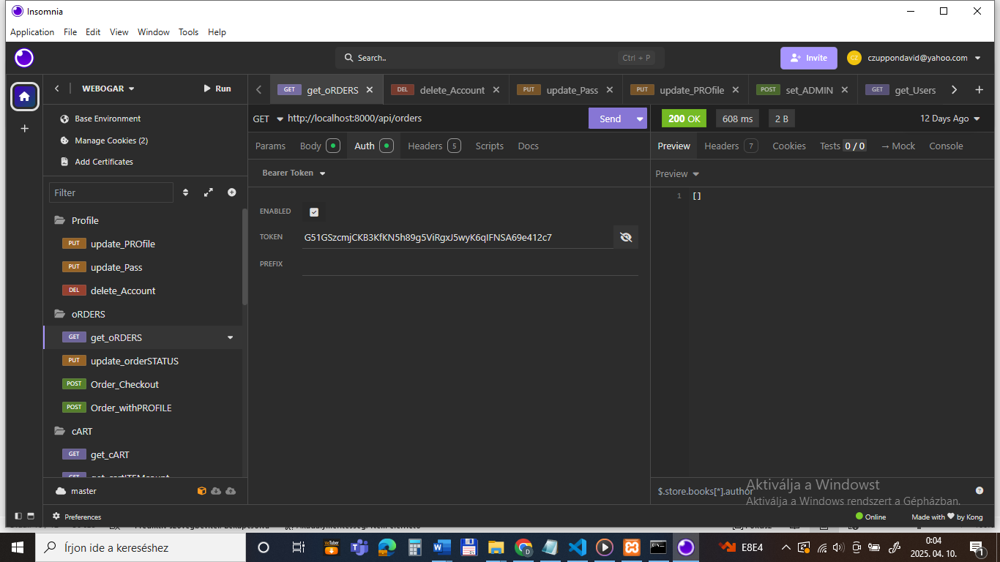 Insomnia
Application File Edit View Window Tools Help
Search.. Ctrl + P
Invite
CZ czuppondavid@yahoo.com
WEBOGAR Run
GET get_oRDERS DEL delete_Account PUT update_Pass PUT update_PROfile POST set_ADMIN GET get_Users
Base Environment
Manage Cookies (2)
Add Certificates
Filter
Profile
PUT update_PROfile
PUT update_Pass
DEL delete_Account
oRDERS
GET get_oRDERS
PUT update_orderSTATUS
POST Order_Checkout
POST Order_withPROFILE
cART
GET get_cART
master
Preferences
GET http://localhost:8000/api/orders Send
Params Body Auth Headers 5 Scripts Docs
Bearer Token
ENABLED
TOKEN G51GSzcmjCKB3KfKN5h89g5ViRgxJ5wyK6qIFNSA69e412c7
PREFIX
200 OK 608 ms 2 B 12 Days Ago
Preview Headers 7 Cookies Tests 0 / 0 → Mock Console
Preview
1 []
$.store.books[*].author
Aktiválja a Windowst
Aktiválja a Windows rendszert a Gépházban.
Online Made with by Kong
Írjon ide a kereséshez
E8E4
0:04
2025. 04. 10.
1